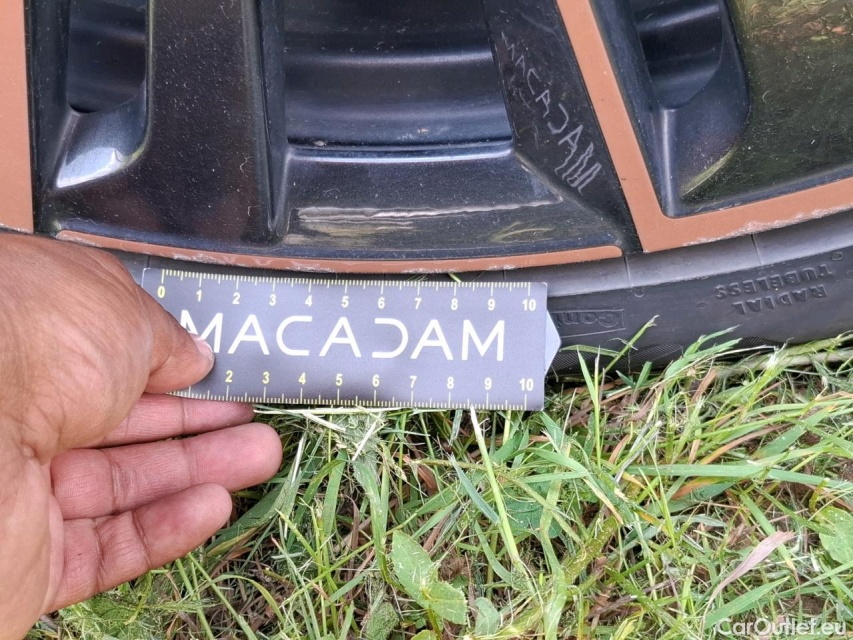 MACADAM
0 1 2 3 4 5 6 7 8 9 10
MACADAM
2 3 4 5 6 7 8 9 10
RADIAL
TUBELESS
CarOutlet.eu